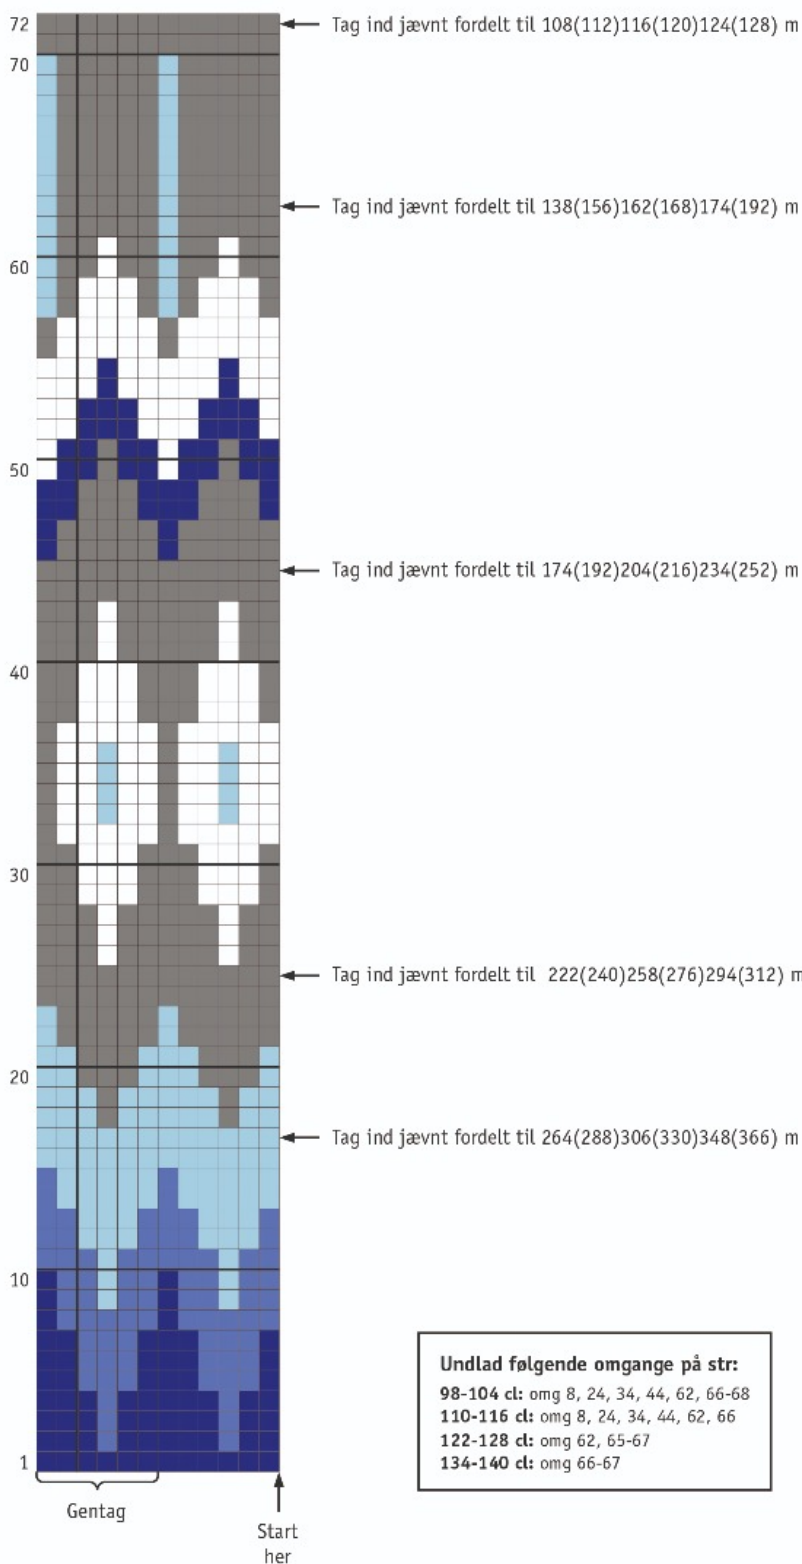 72
Tag ind jævnt fordelt til 108(112)116(120)124(128) m
70
Tag ind jævnt fordelt til 138(156)162(168)174(192) m
60
50
Tag ind jævnt fordelt til 174(192)204(216)234(252) m
40
30
Tag ind jævnt fordelt til 222(240)258(276)294(312) m
20
Tag ind jævnt fordelt til 264(288)306(330)348(366) m
10
Undlad følgende omgange på str:
98-104 cl: omg 8, 24, 34, 44, 62, 66-68
110-116 cl: omg 8, 24, 34, 44, 62, 66
122-128 cl: omg 62, 65-67
134-140 cl: omg 66-67
1
Gentag
Start
her